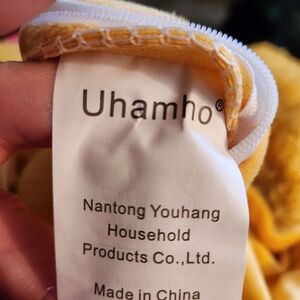 Uhamho®
Nantong Youhang
Household
Products Co.,Ltd.
Made in China